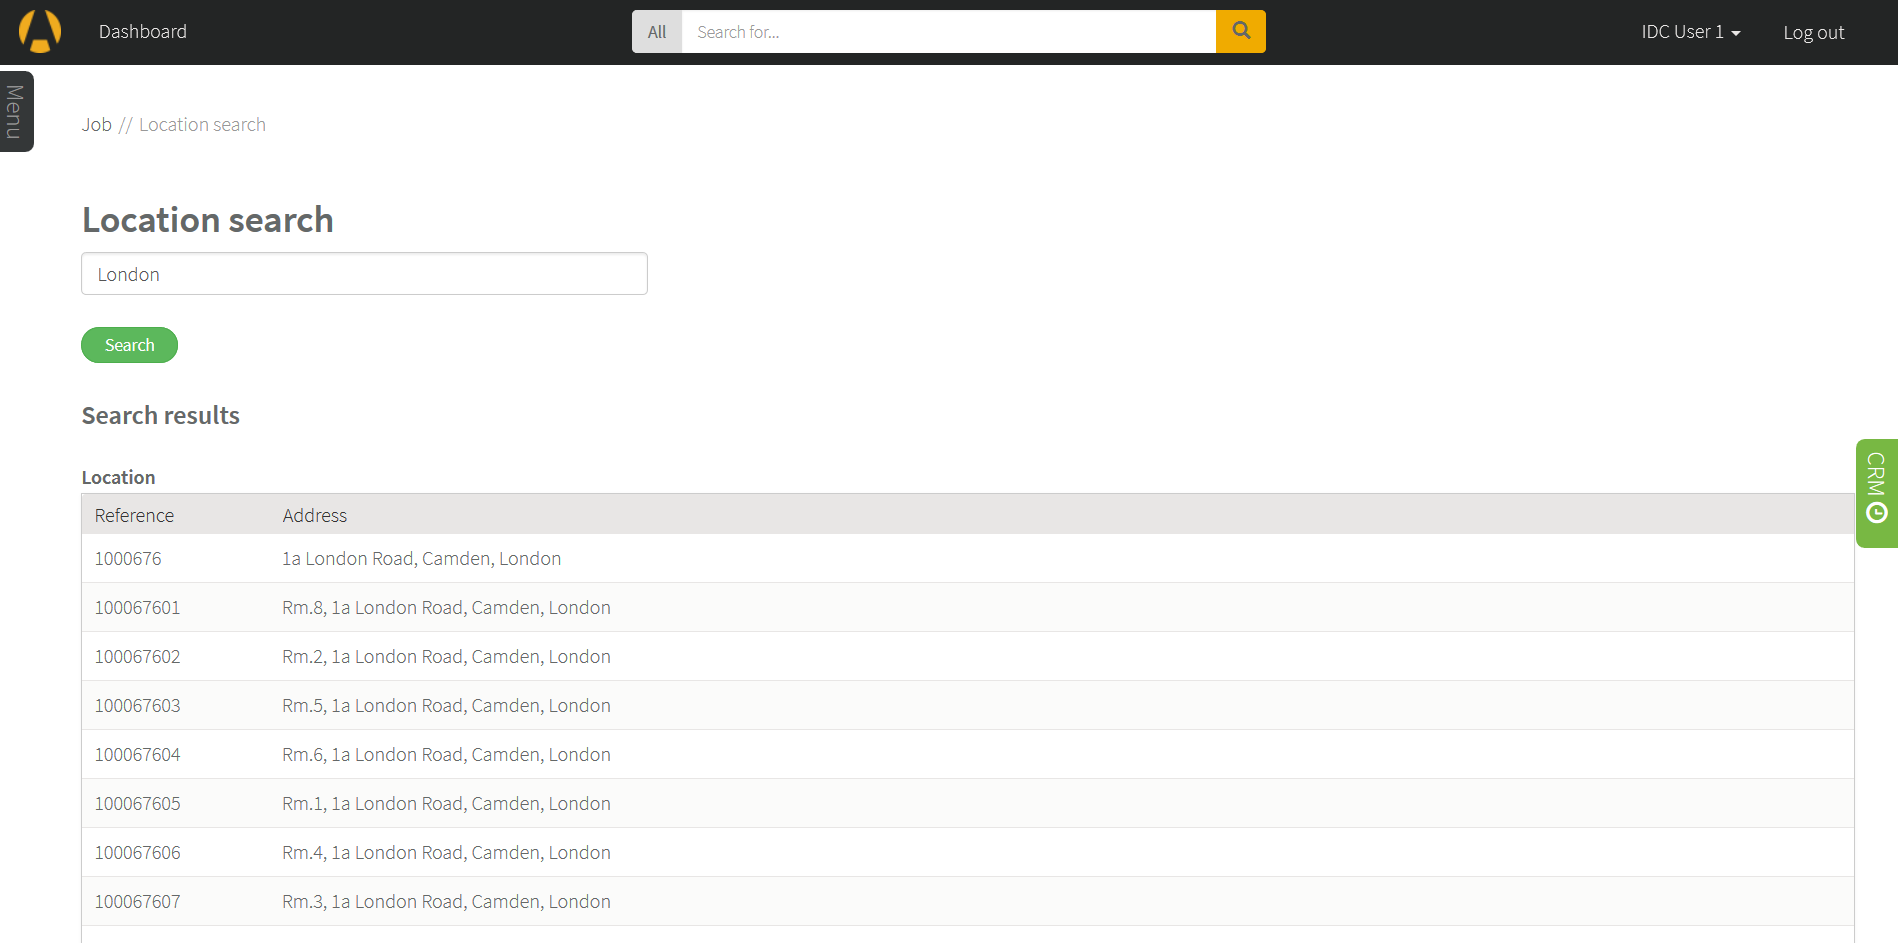 Dashboard
All Search for...
IDC User 1
Log out
Menu
Job // Location search
Location search
London
Search
Search results
Location
Reference Address
1000676 1a London Road, Camden, London
100067601 Rm.8, 1a London Road, Camden, London
100067602 Rm.2, 1a London Road, Camden, London
100067603 Rm.5, 1a London Road, Camden, London
100067604 Rm.6, 1a London Road, Camden, London
100067605 Rm.1, 1a London Road, Camden, London
100067606 Rm.4, 1a London Road, Camden, London
100067607 Rm.3, 1a London Road, Camden, London
CRM